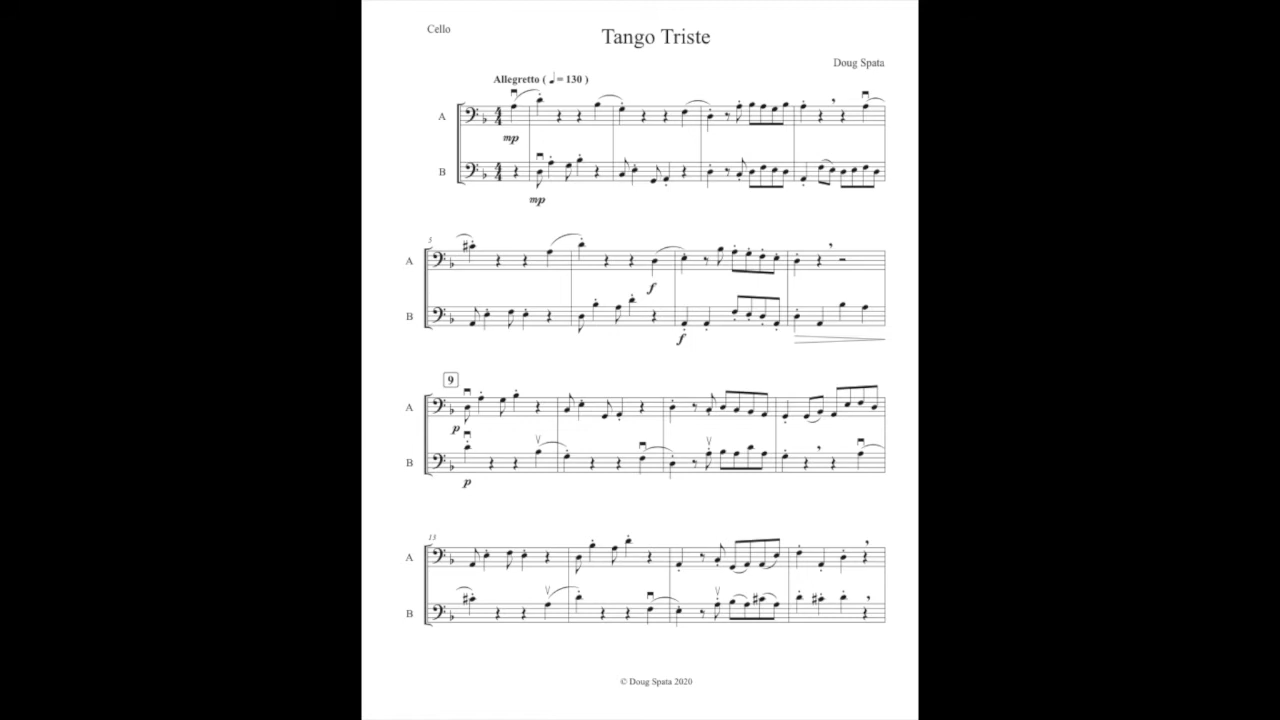 Cello
Tango Triste
Doug Spata
Allegretto ( ♩= 130 )
A
mp
B
mp
5
A
f
B
f
9
A
p
B
p
13
A
B
© Doug Spata 2020